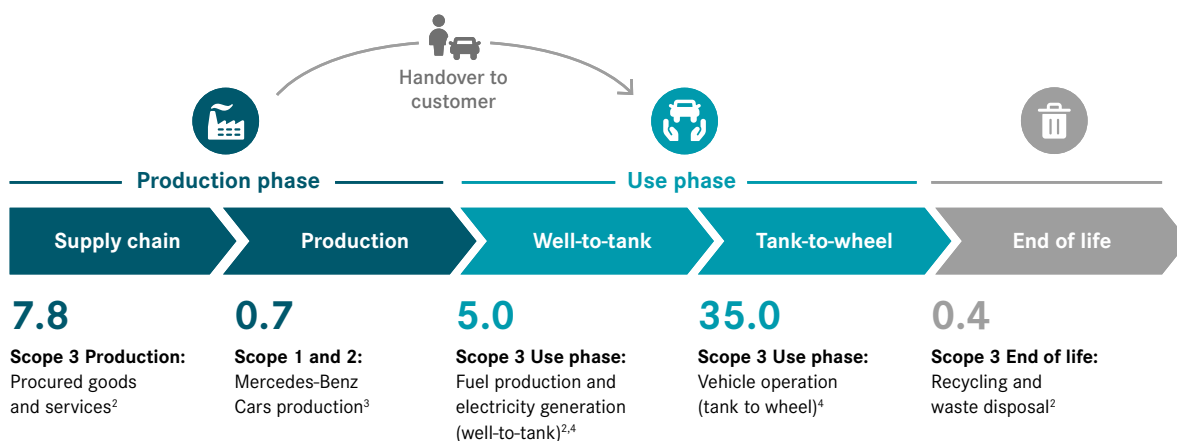 Handover to
customer
Production phase
Use phase
Supply chain
Production
Well-to-tank
Tank-to-wheel
End of life
7.8
0.7
5.0
35.0
0.4
Scope 3 Production:
Procured goods
and services²
Scope 1 and 2:
Mercedes-Benz
Cars production³
Scope 3 Use phase:
Fuel production and
electricity generation
(well-to-tank)²,⁴
Scope 3 Use phase:
Vehicle operation
(tank to wheel)⁴
Scope 3 End of life:
Recycling and
waste disposal²